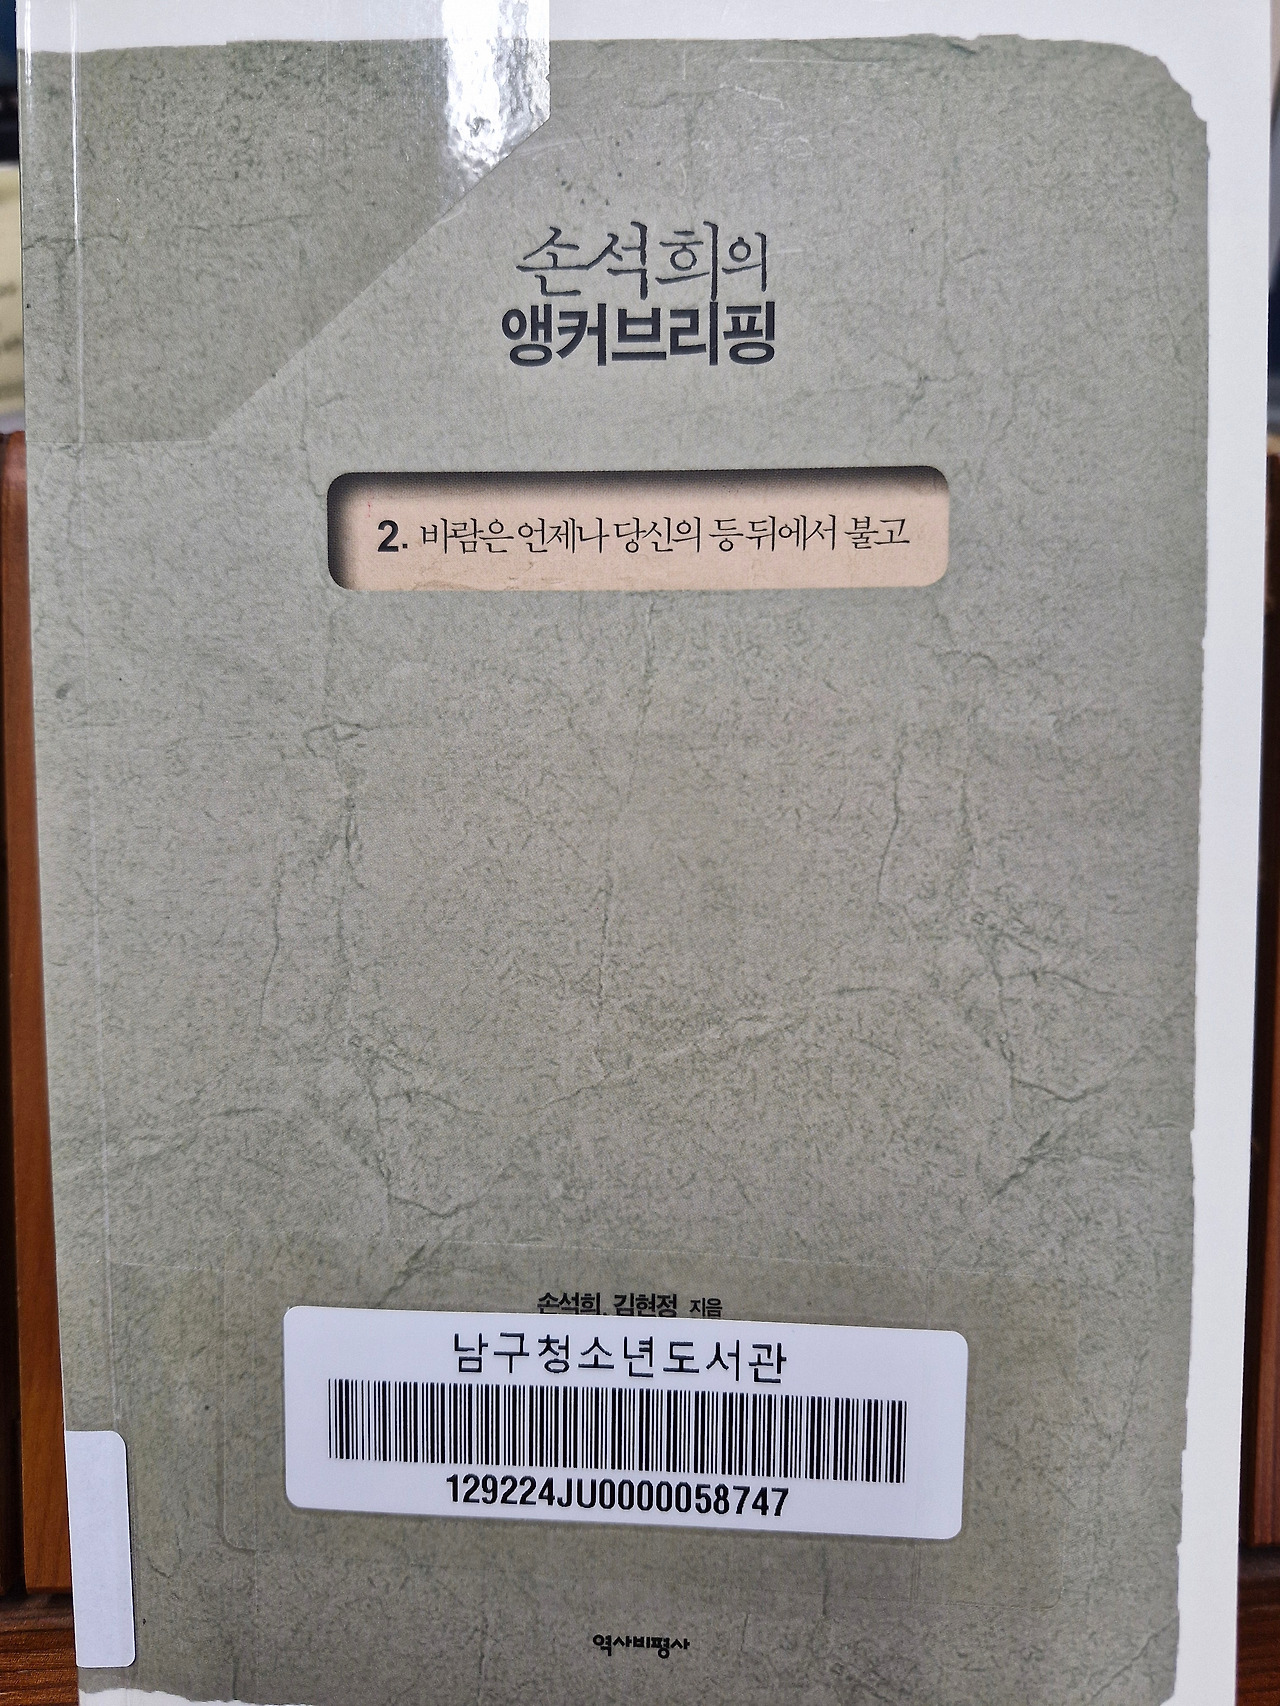 손석희의
앵커브리핑
2. 바람은 언제나 당신의 등 뒤에서 불고
손석희, 김현정 지음
남구청소년도서관
129224JU0000058747
역사비평사